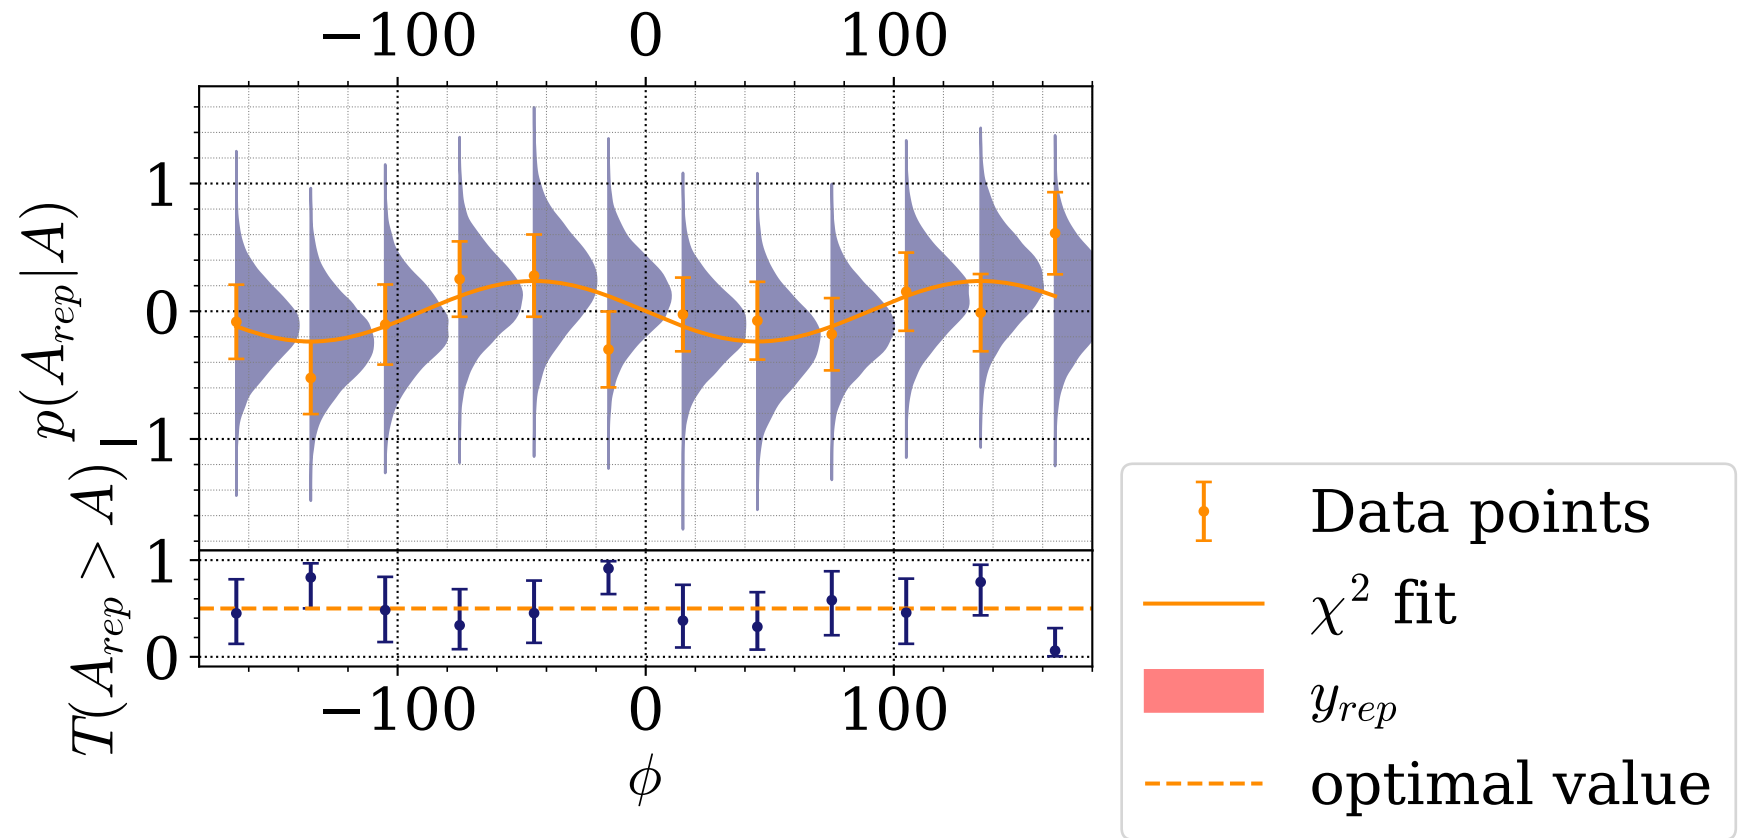 −100 0 100
p(A_rep|A)
1
0
−1
T(A_rep > A)
1
0
−100 0 100
ϕ
Data points
χ² fit
y_rep
optimal value